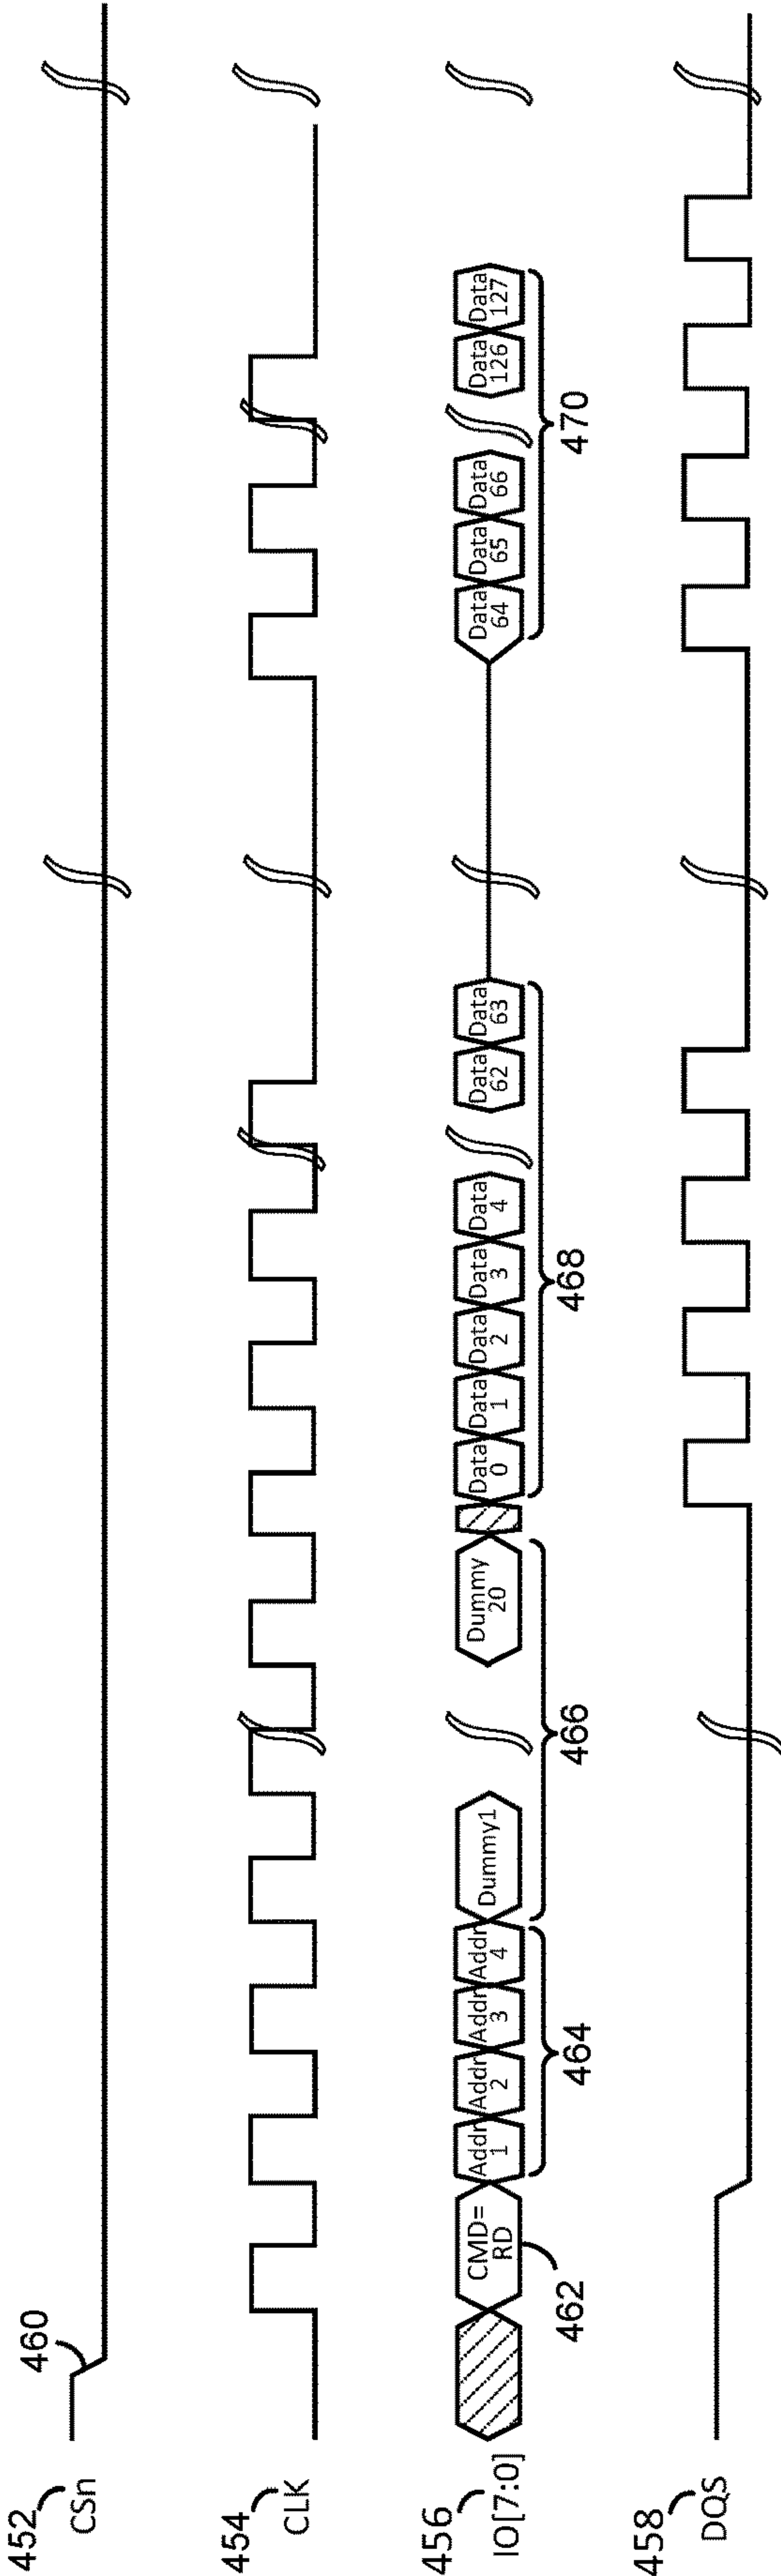 452
CSn
460
454
CLK
456
IO[7:0]
CMD=
RD
462
Addr
1
Addr
2
Addr
3
Addr
4
464
Dummy1
Dummy
20
466
Data
0
Data
1
Data
2
Data
3
Data
4
Data
62
Data
63
468
Data
64
Data
65
Data
66
Data
126
Data
127
470
458
DQS